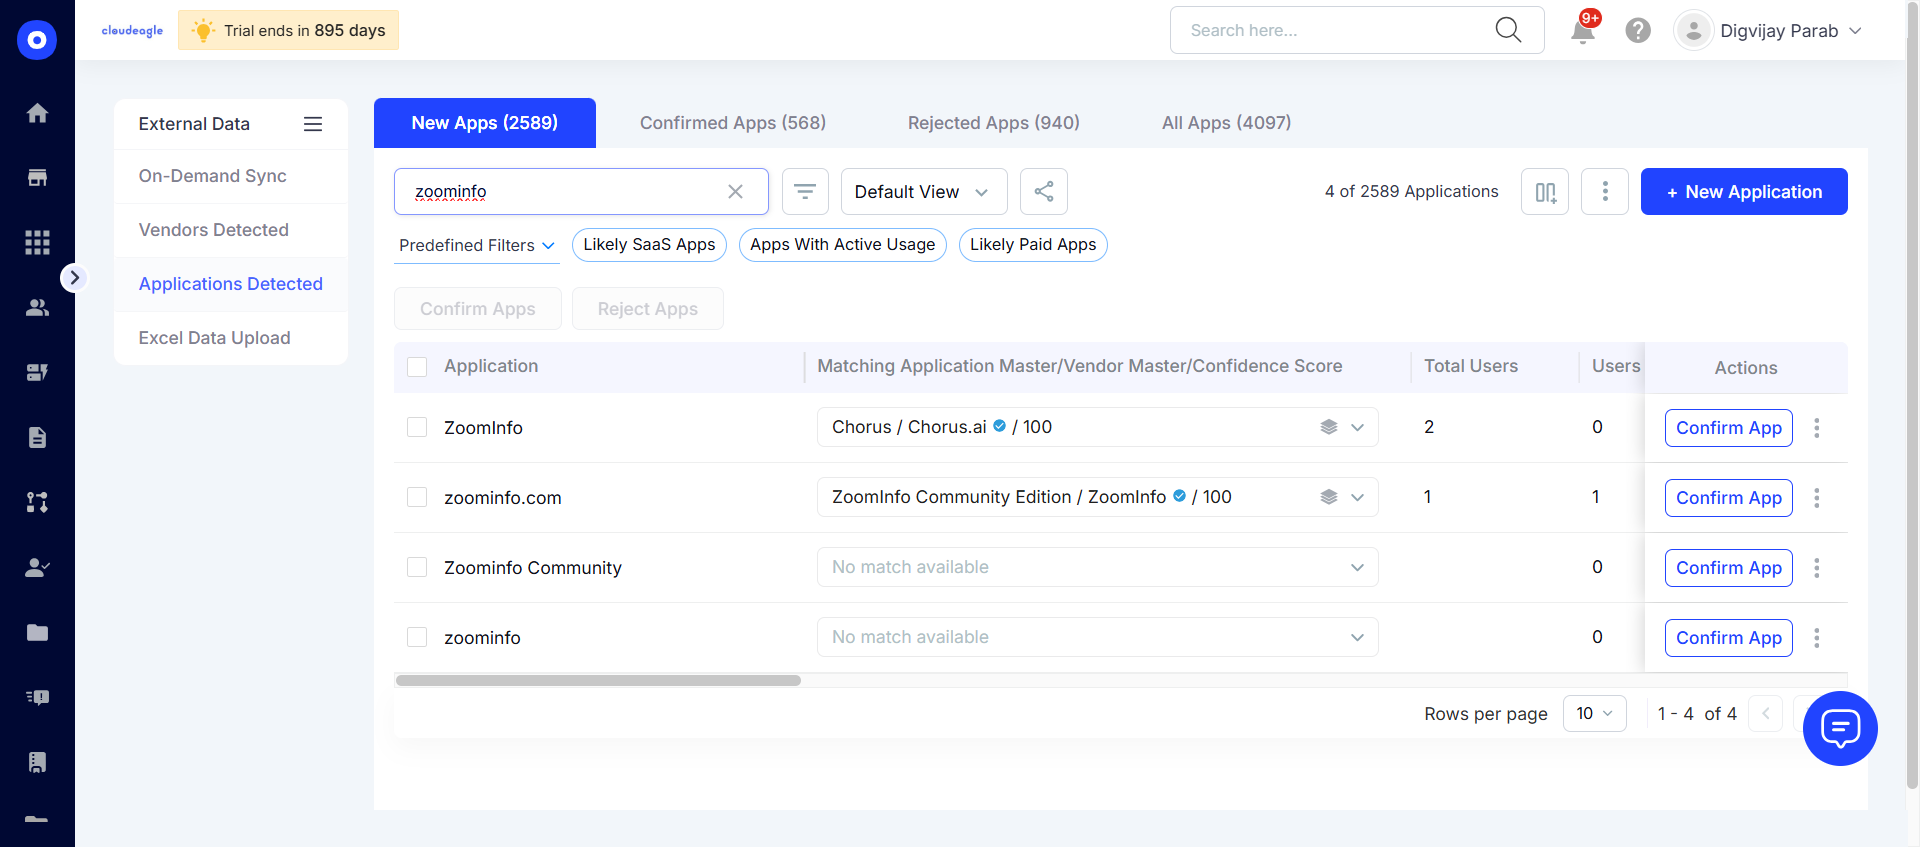 cloudeagle
Trial ends in 895 days
Search here...
9+
?
Digvijay Parab
External Data
On-Demand Sync
Vendors Detected
Applications Detected
Excel Data Upload
New Apps (2589)
Confirmed Apps (568)
Rejected Apps (940)
All Apps (4097)
zoominfo
Default View
4 of 2589 Applications
+ New Application
Predefined Filters
Likely SaaS Apps
Apps With Active Usage
Likely Paid Apps
Confirm Apps
Reject Apps
Application
Matching Application Master/Vendor Master/Confidence Score
Total Users
Users
Actions
ZoomInfo
Chorus / Chorus.ai / 100
2
0
Confirm App
zoominfo.com
ZoomInfo Community Edition / ZoomInfo / 100
1
1
Confirm App
Zoominfo Community
No match available
0
Confirm App
zoominfo
No match available
0
Confirm App
Rows per page
10
1 - 4 of 4